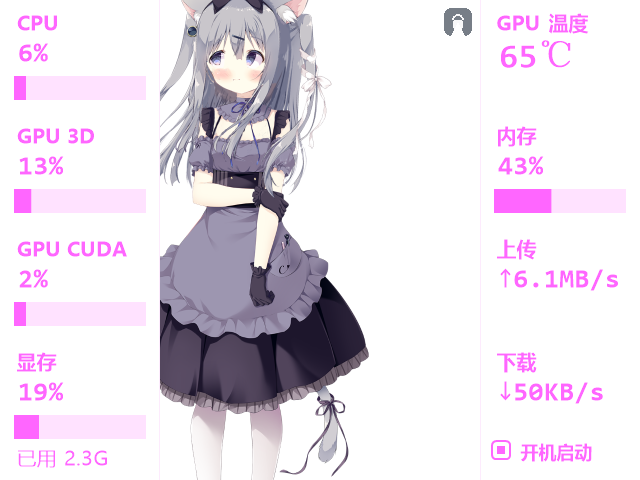 CPU
6%
GPU 3D
13%
GPU CUDA
2%
显存
19%
已用 2.3G
GPU 温度
65℃
内存
43%
上传
↑6.1MB/s
下载
↓50KB/s
开机启动